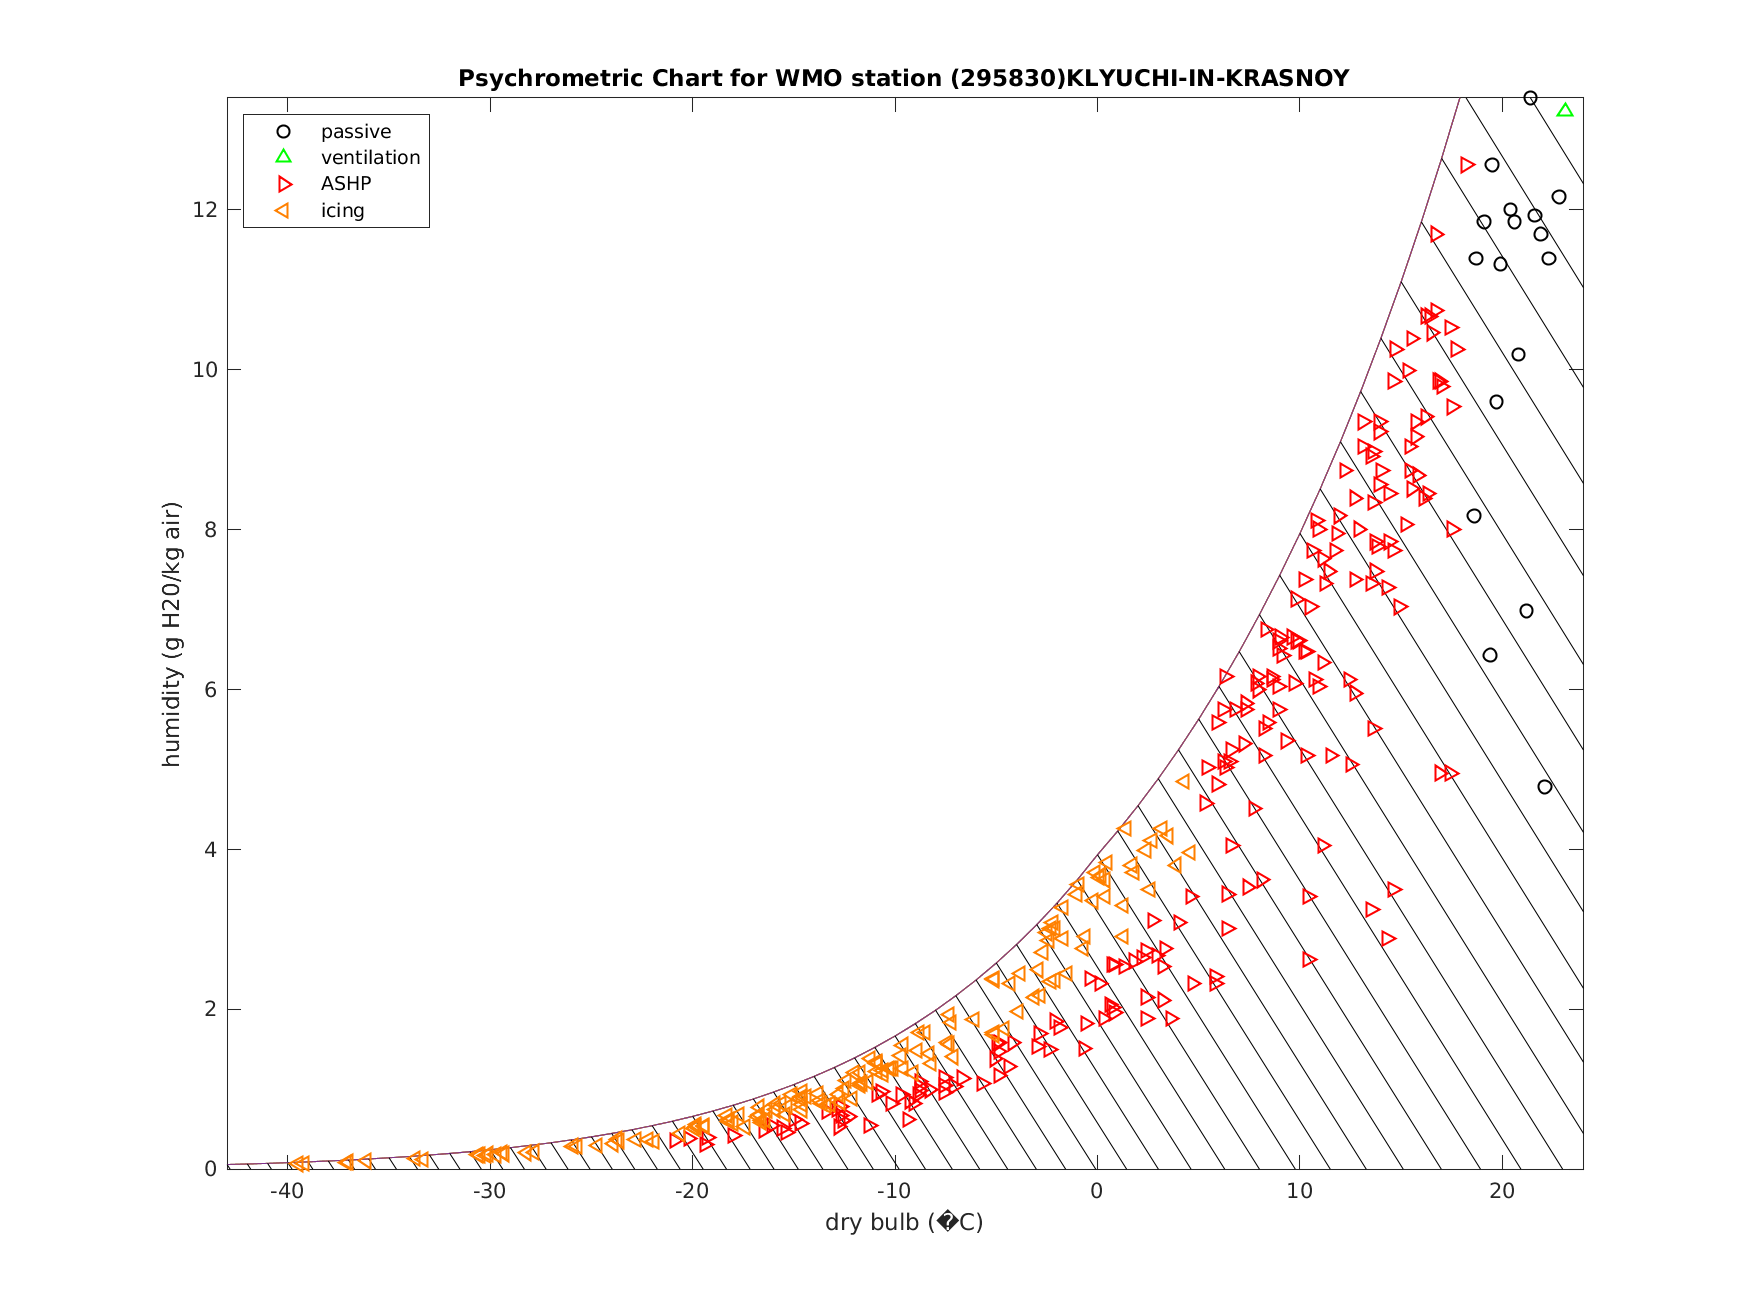 Psychrometric Chart for WMO station (295830)KLYUCHI-IN-KRASNOY
passive
ventilation
ASHP
icing
humidity (g H20/kg air)
12
10
8
6
4
2
0
-40 -30 -20 -10 0 10 20
dry bulb (�C)